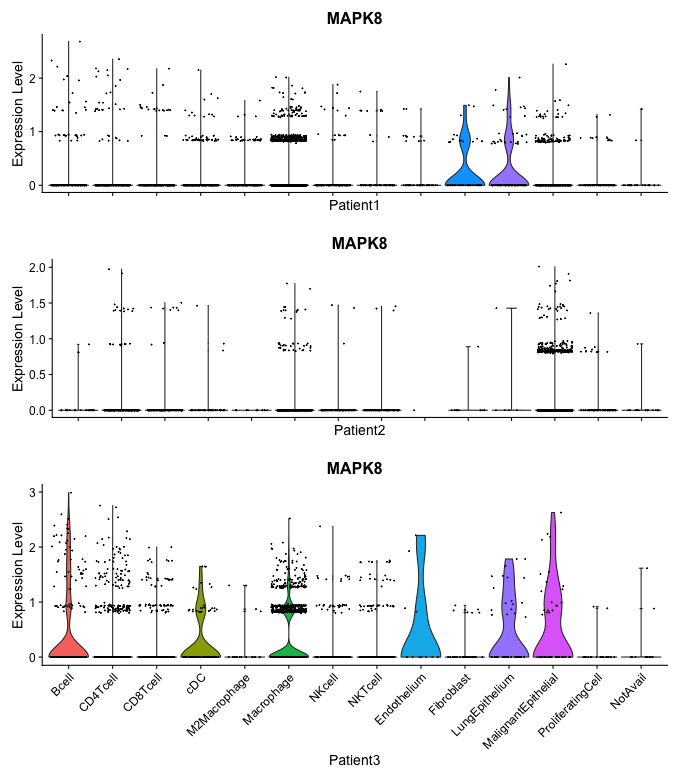 MAPK8
Expression Level
2
1
0
Patient1
MAPK8
Expression Level
2.0
1.5
1.0
0.5
0.0
Patient2
MAPK8
Expression Level
3
2
1
0
Bcell
CD4Tcell
CD8Tcell
cDC
M2Macrophage
Macrophage
NKcell
NKTcell
Endothelium
Fibroblast
LungEpithelium
MalignantEpithelial
ProliferatingCell
NotAvail
Patient3